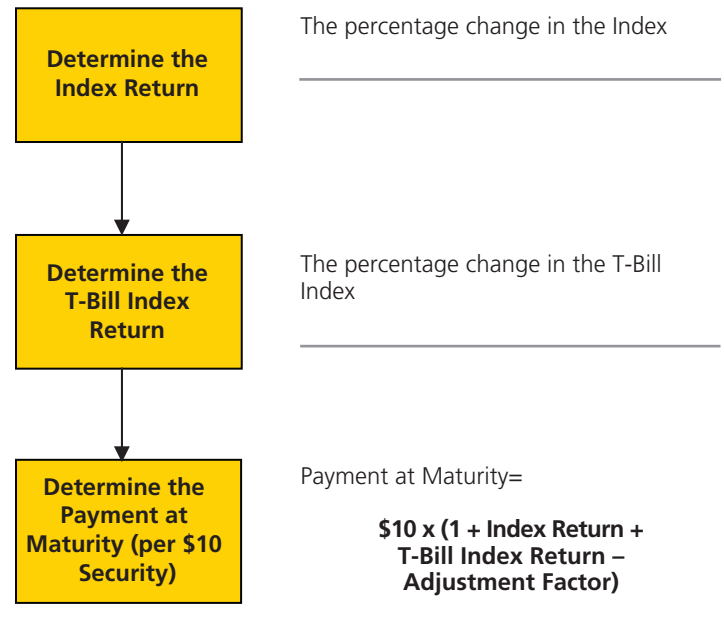 Determine the
Index Return
The percentage change in the Index
Determine the
T-Bill Index
Return
The percentage change in the T-Bill
Index
Determine the
Payment at
Maturity (per $10
Security)
Payment at Maturity=
$10 x (1 + Index Return +
T-Bill Index Return –
Adjustment Factor)